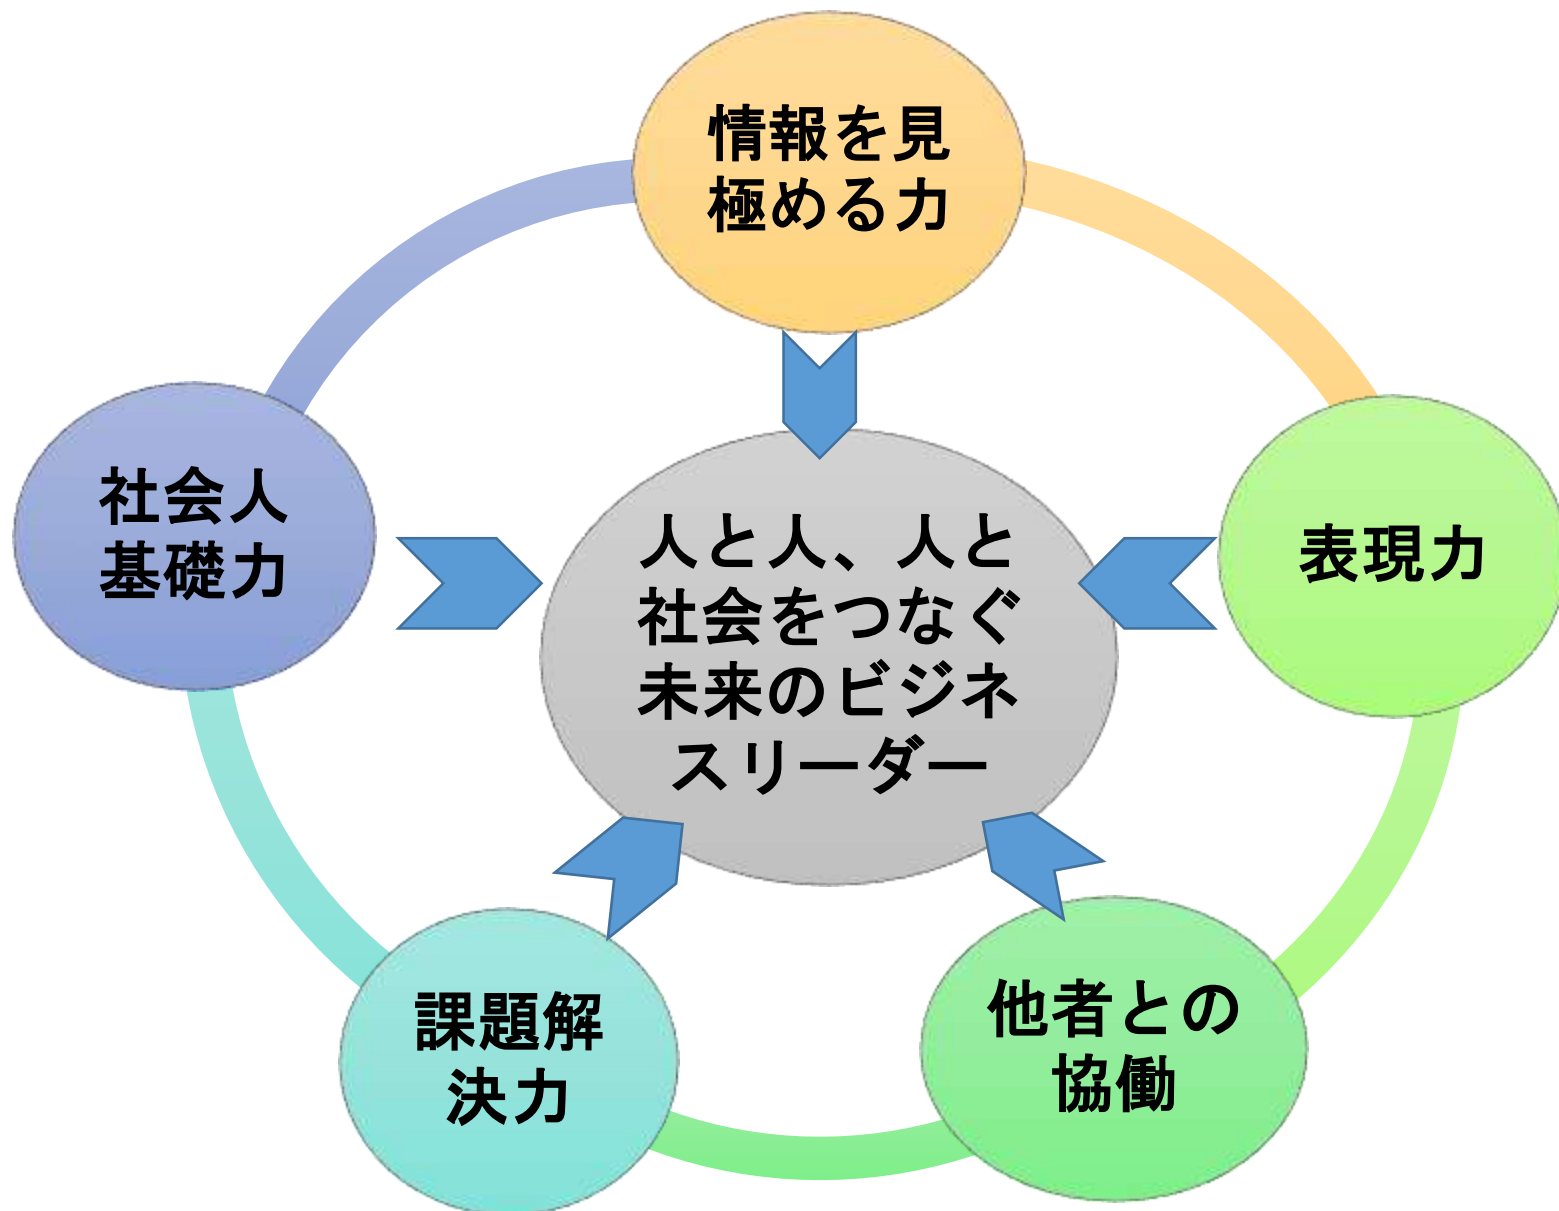 情報を見
極める力
社会人
基礎力
表現力
人と人、人と
社会をつなぐ
未来のビジネ
スリーダー
課題解
決力
他者との
協働